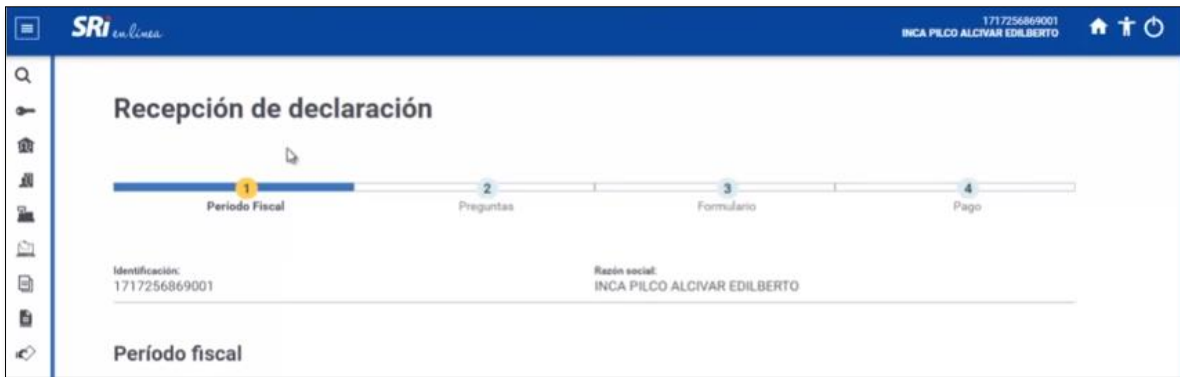 SRi en línea
1717256869001
INCA PILCO ALCIVAR EDILBERTO
Recepción de declaración
1 2 3 4
Período Fiscal Preguntas Formulario Pago
Identificación: Razón social:
1717256869001 INCA PILCO ALCIVAR EDILBERTO
Período fiscal